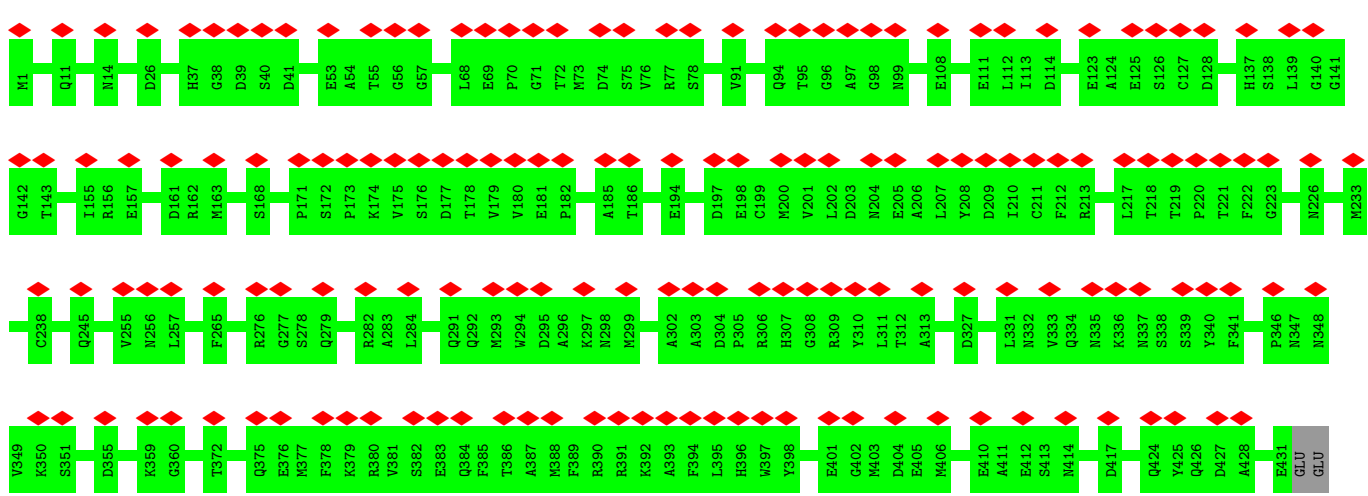 M1 Q11 N14 D26 H37 G38 D39 S40 D41 E53 A54 T55 G56 G57 L68 E69 P70 G71 T72 M73 D74 S75 V76 R77 S78 V91 Q94 T95 G96 A97 G98 N99 E108 E111 L112 I113 D114 E123 A124 E125 S126 C127 D128 H137 S138 L139 G140 G141
G142 T143 I155 R156 E157 D161 R162 M163 S168 P171 S172 P173 K174 V175 S176 D177 T178 V179 V180 E181 P182 A185 T186 E194 D197 E198 C199 M200 V201 L202 D203 N204 E205 A206 L207 Y208 D209 I210 C211 F212 R213 L217 T218 T219 P220 T221 F222 G223 N226 M233
C238 Q245 V255 N256 L257 F265 R276 G277 S278 Q279 R282 A283 L284 Q291 Q292 M293 W294 D295 A296 K297 N298 M299 A302 A303 D304 P305 R306 H307 G308 R309 Y310 L311 T312 A313 D327 L331 N332 V333 Q334 N335 K336 N337 S338 S339 Y340 F341 P346 N347 N348
V349 K350 S351 D355 K359 G360 T372 Q375 E376 M377 F378 K379 R380 V381 S382 E383 Q384 F385 T386 A387 M388 F389 R390 R391 K392 A393 F394 L395 H396 W397 Y398 E401 G402 M403 D404 E405 M406 E410 A411 E412 S413 N414 D417 Q424 Y425 Q426 D427 A428 E431 GLU GLU